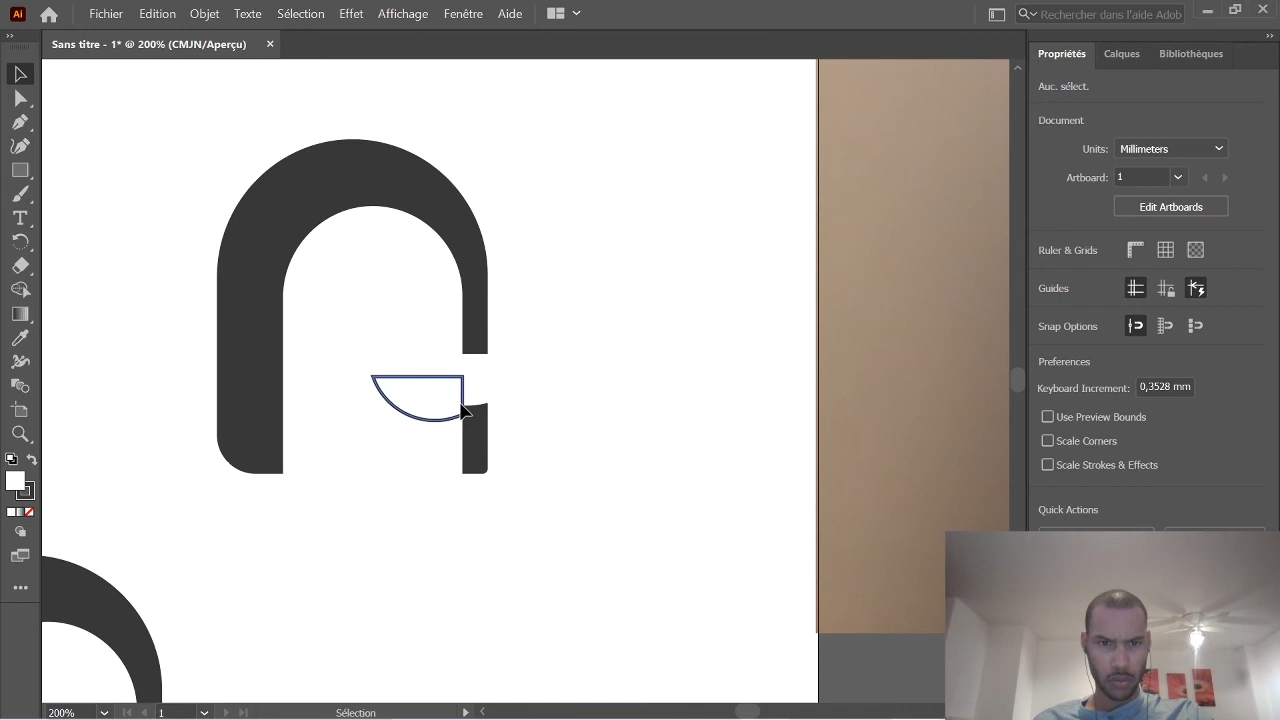 Ai
Fichier Edition Objet Texte Sélection Effet Affichage Fenêtre Aide
Rechercher dans l'aide Adob
Sans titre - 1* @ 200% (CMJN/Aperçu)
Propriétés Calques Bibliothèques
Auc. sélect.
Document
Units: Millimeters
Artboard: 1
Edit Artboards
Ruler & Grids
Guides
Snap Options
Preferences
Keyboard Increment: 0,3528 mm
Use Preview Bounds
Scale Corners
Scale Strokes & Effects
Quick Actions
200% 1 Sélection